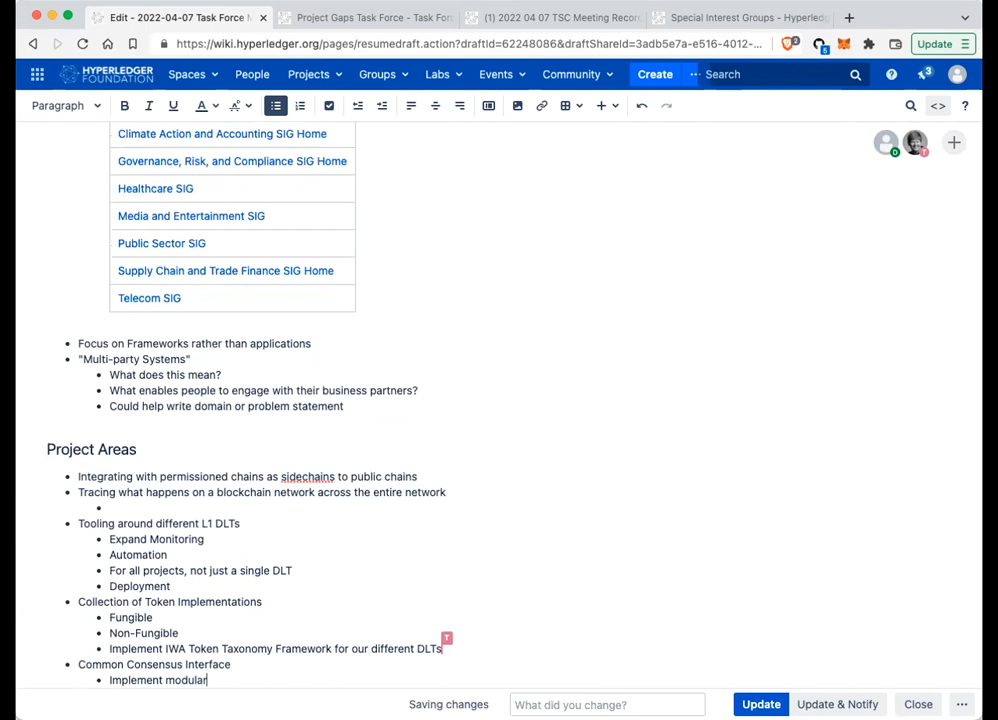 Edit - 2022-04-07 Task Force M
Project Gaps Task Force - Task For
(1) 2022 04 07 TSC Meeting Recor
Special Interest Groups - Hyperledg
https://wiki.hyperledger.org/pages/resumedraft.action?draftId=62248086&draftShareId=3adb5e7a-e516-4012-...
2
5
Update
HYPERLEDGER FOUNDATION
Spaces
People
Projects
Groups
Labs
Events
Community
Create
Search
3
Paragraph
B I U A
Climate Action and Accounting SIG Home
Governance, Risk, and Compliance SIG Home
D T
Healthcare SIG
Media and Entertainment SIG
Public Sector SIG
Supply Chain and Trade Finance SIG Home
Telecom SIG
Focus on Frameworks rather than applications
"Multi-party Systems"
What does this mean?
What enables people to engage with their business partners?
Could help write domain or problem statement
Project Areas
Integrating with permissioned chains as sidechains to public chains
Tracing what happens on a blockchain network across the entire network
Tooling around different L1 DLTs
Expand Monitoring
Automation
For all projects, not just a single DLT
Deployment
Collection of Token Implementations
Fungible
Non-Fungible
T
Implement IWA Token Taxonomy Framework for our different DLTs
Common Consensus Interface
Implement modular
Saving changes
What did you change?
Update
Update & Notify
Close